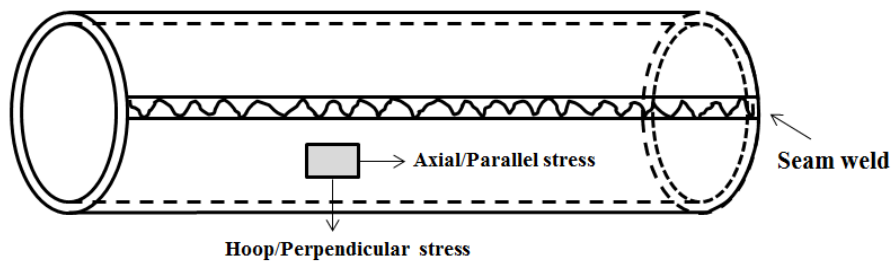 Axial/Parallel stress
Seam weld
Hoop/Perpendicular stress